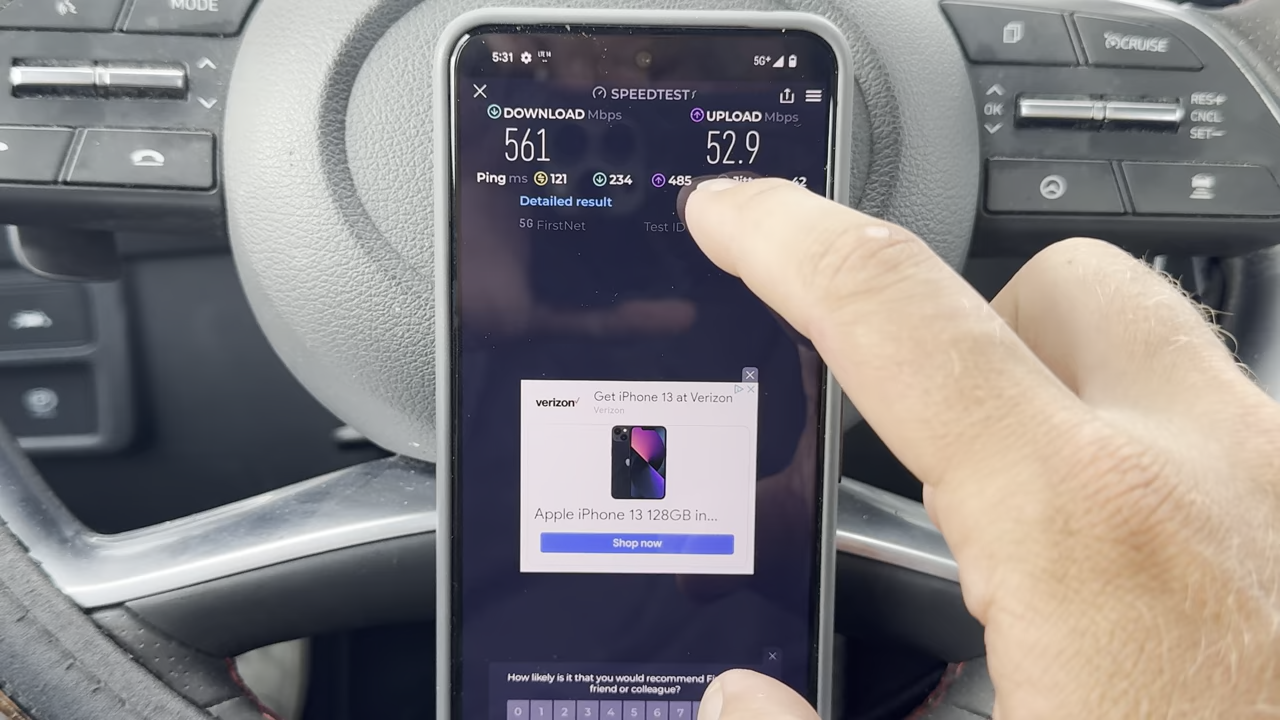 MODE
5:31
LTE
5G+
SPEEDTEST
DOWNLOAD Mbps
UPLOAD Mbps
561
52.9
Ping ms 121 234 485
Detailed result
5G FirstNet
Test ID
verizon
Get iPhone 13 at Verizon
Verizon
Apple iPhone 13 128GB in...
Shop now
How likely is it that you would recommend
friend or colleague?
0 1 2 3 4 5 6 7
OK
CRUISE
RES+
CNCL
SET-